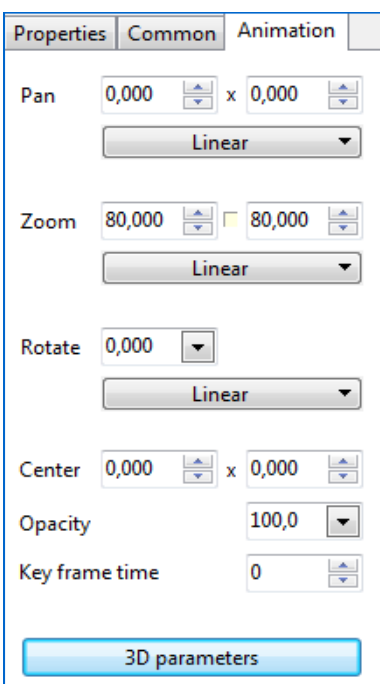 Properties Common Animation
Pan 0,000 x 0,000
Linear
Zoom 80,000 80,000
Linear
Rotate 0,000
Linear
Center 0,000 x 0,000
Opacity 100,0
Key frame time 0
3D parameters